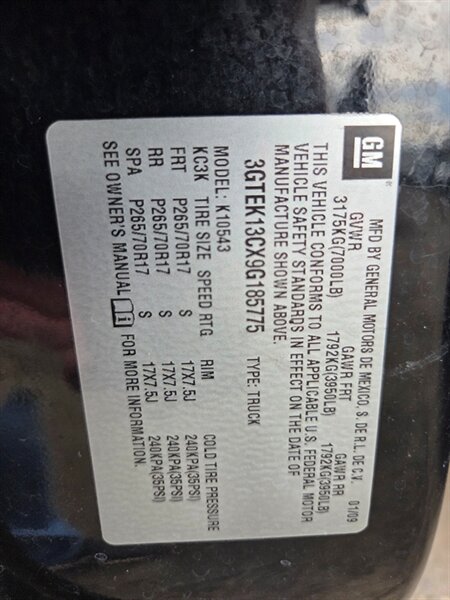 GM
MFD BY GENERAL MOTORS DE MEXICO, S. DE R.L. DE C.V. 01/09
GVWR GAWR FRT GAWR RR
3175KG(7000LB) 1792KG(3950LB) 1792KG(3950LB)
THIS VEHICLE CONFORMS TO ALL APPLICABLE U.S. FEDERAL MOTOR
VEHICLE SAFETY STANDARDS IN EFFECT ON THE DATE OF
MANUFACTURE SHOWN ABOVE.
3GTEK13CX9G185775 TYPE: TRUCK
MODEL: K10543
KC3K TIRE SIZE SPEED RTG RIM COLD TIRE PRESSURE
FRT P265/70R17 S 17X7.5J 240KPA(35PSI)
RR P265/70R17 S 17X7.5J 240KPA(35PSI)
SPA P265/70R17 S 17X7.5J 240KPA(35PSI)
SEE OWNER'S MANUAL FOR MORE INFORMATION.